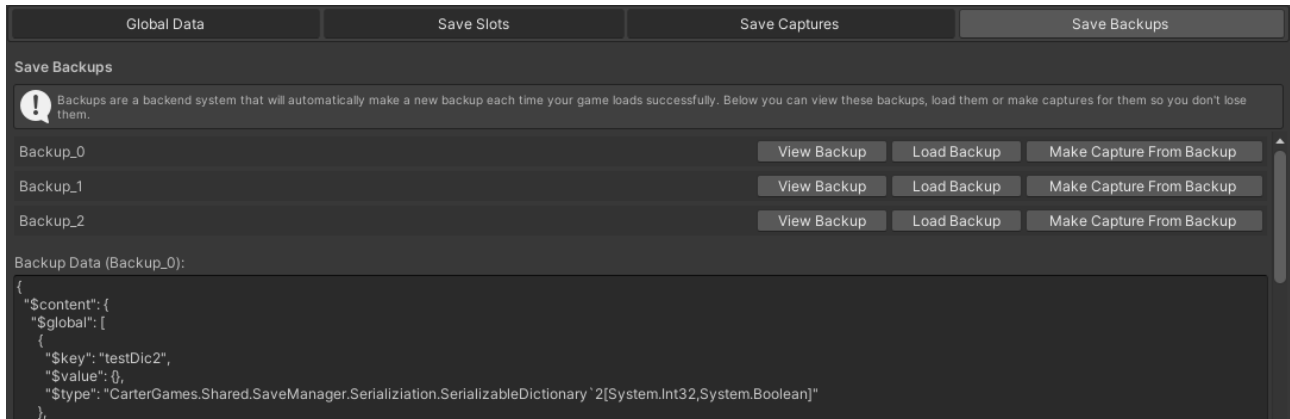 Global Data
Save Slots
Save Captures
Save Backups
Save Backups
Backups are a backend system that will automatically make a new backup each time your game loads successfully. Below you can view these backups, load them or make captures for them so you don't lose
them.
Backup_0 View Backup Load Backup Make Capture From Backup
Backup_1 View Backup Load Backup Make Capture From Backup
Backup_2 View Backup Load Backup Make Capture From Backup
Backup Data (Backup_0):
{
"$content": {
"$global": [
{
"$key": "testDic2",
"$value": {},
"$type": "CarterGames.Shared.SaveManager.Serializiation.SerializableDictionary`2[System.Int32,System.Boolean]"
},